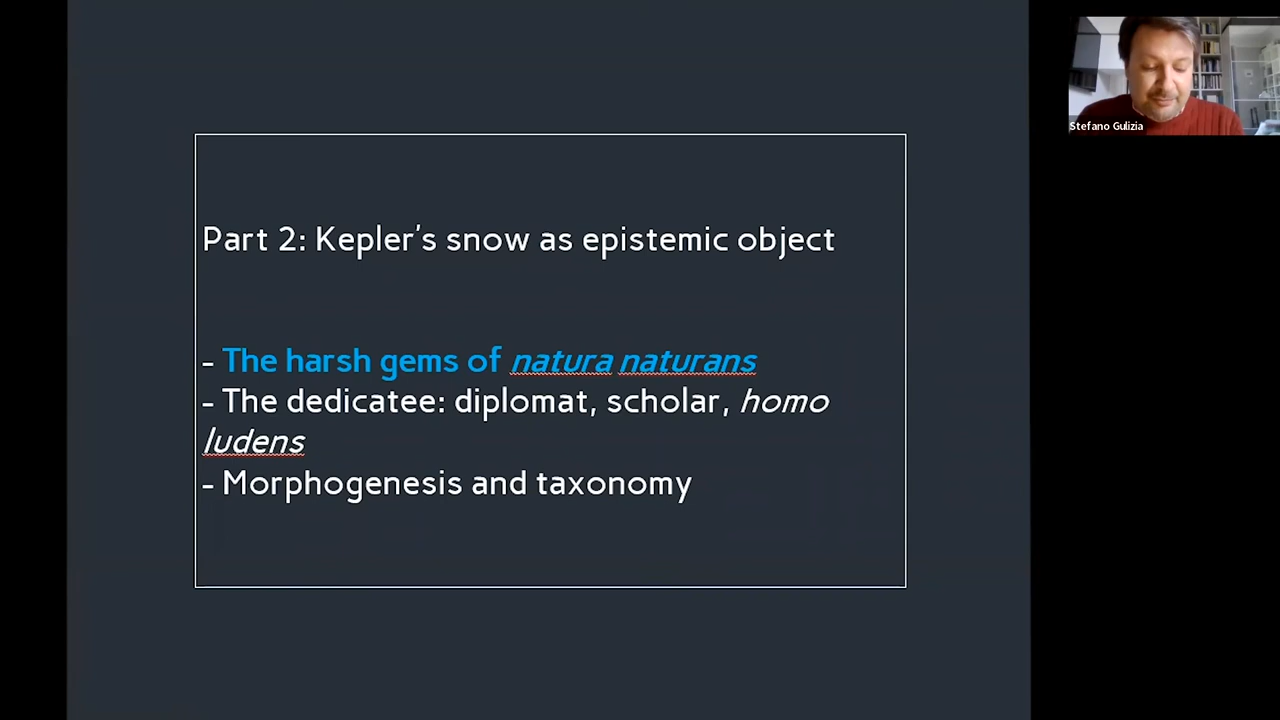 Part 2: Kepler's snow as epistemic object
- The harsh gems of natura naturans
- The dedicatee: diplomat, scholar, homo
ludens
- Morphogenesis and taxonomy
Stefano Gulizia